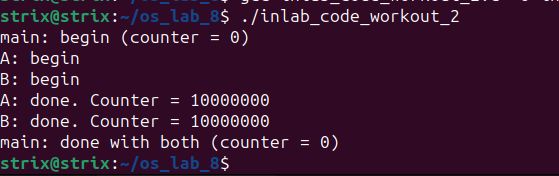 strix@strix:~/os_lab_8$ ./inlab_code_workout_2
main: begin (counter = 0)
A: begin
B: begin
A: done. Counter = 10000000
B: done. Counter = 10000000
main: done with both (counter = 0)
strix@strix:~/os_lab_8$